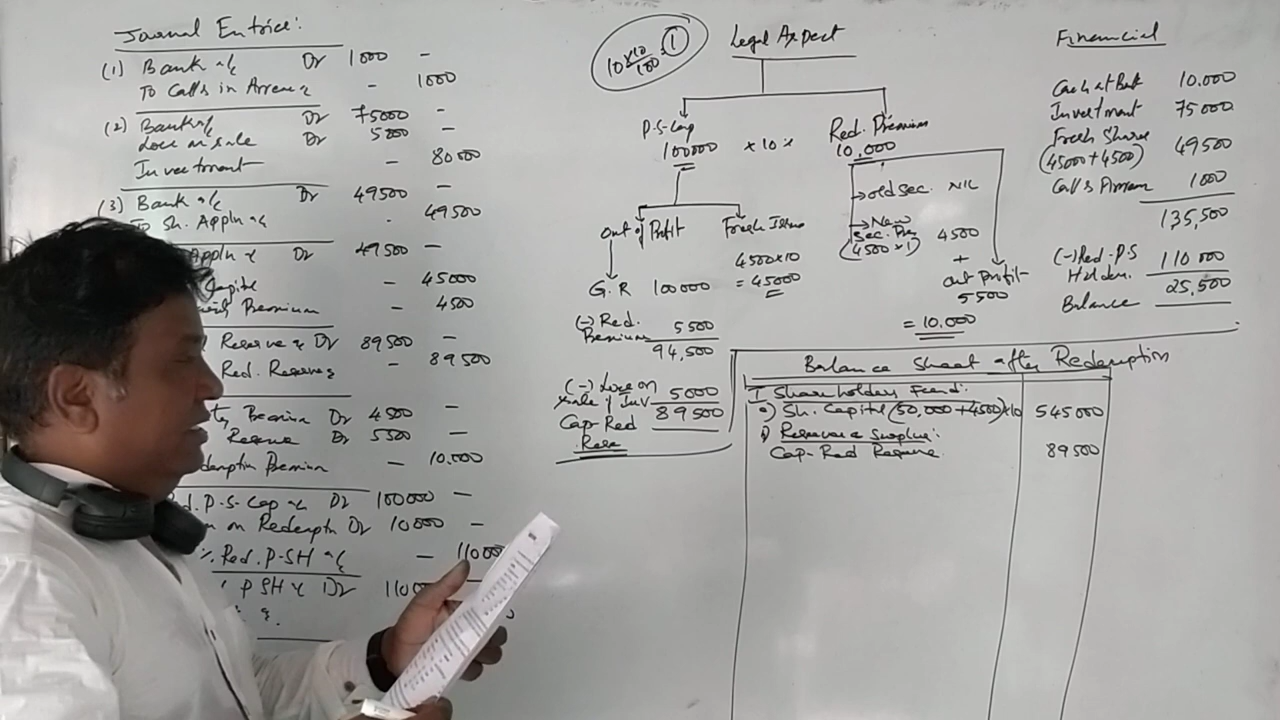 Journal Entries:
(1) Bank a/c Dr 1000 -
To Calls in Arrears - 1000
(2) Bank a/c Dr 75000 -
Loss on sale Dr 5000 -
Investment - 80000
(3) Bank a/c Dr 49500 -
To Sh. Appln a/c - 49500
Appln a/c Dr 49500 -
Capital - 45000
Premium - 4500
Reserve a/c Dr 89500 -
Red. Reserve - 89500
Premium Dr 4500 -
Reserve Dr 5500 -
Premium - 10,000
Red. P-S-Cap a/c Dr 100000 -
on Redemptn Dr 10000 -
% Red. P-SH a/c - 11000
PSH a/c Dr 1100
10 × 10/100 = 1
Legal Aspect
P.S-Cap
100000 × 10%
Red. Premium
10,000
→ old sec. NIL
→ New
Sec. Pre
(4500×1) 4500
+
out Profit
5500
= 10,000
Out of Profit
Fresh Issue
4500×10
= 45000
G.R 100000
(-) Red.
Premium 5500
94,500
(-) Loss on
Sale of Inv 5000
89500
Cap-Red
Rese
Financial
Cash at Bank 10,000
Investment 75000
Fresh Share
(45000+4500) 49500
Calls Arrears 1000
135,500
(-) Red. P.S
Holders. 110 000
Balance 25,500
Balance Sheet after Redemption
I Shareholders Fund:
a) Sh. Capital (50,000+4500)×10 545000
Reserve & Surplus:
Cap-Red Reserve 89500